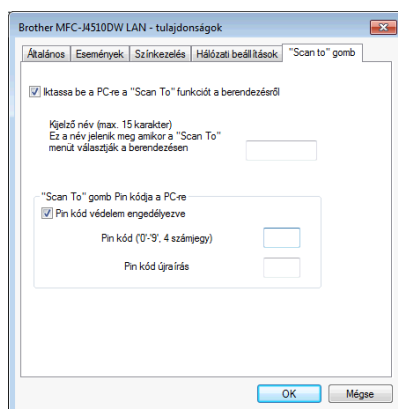 Brother MFC-J4510DW LAN - tulajdonságok
Általános Események Színkezelés Hálózati beállítások "Scan to" gomb
Iktassa be a PC-re a "Scan To" funkciót a berendezésről
Kijelző név (max. 15 karakter)
Ez a név jelenik meg amikor a "Scan To"
menüt választják a berendezésen
"Scan To" gomb Pin kódja a PC-re
Pin kód védelem engedélyezve
Pin kód ('0'-'9', 4 számjegy)
Pin kód újraírás
OK Mégse